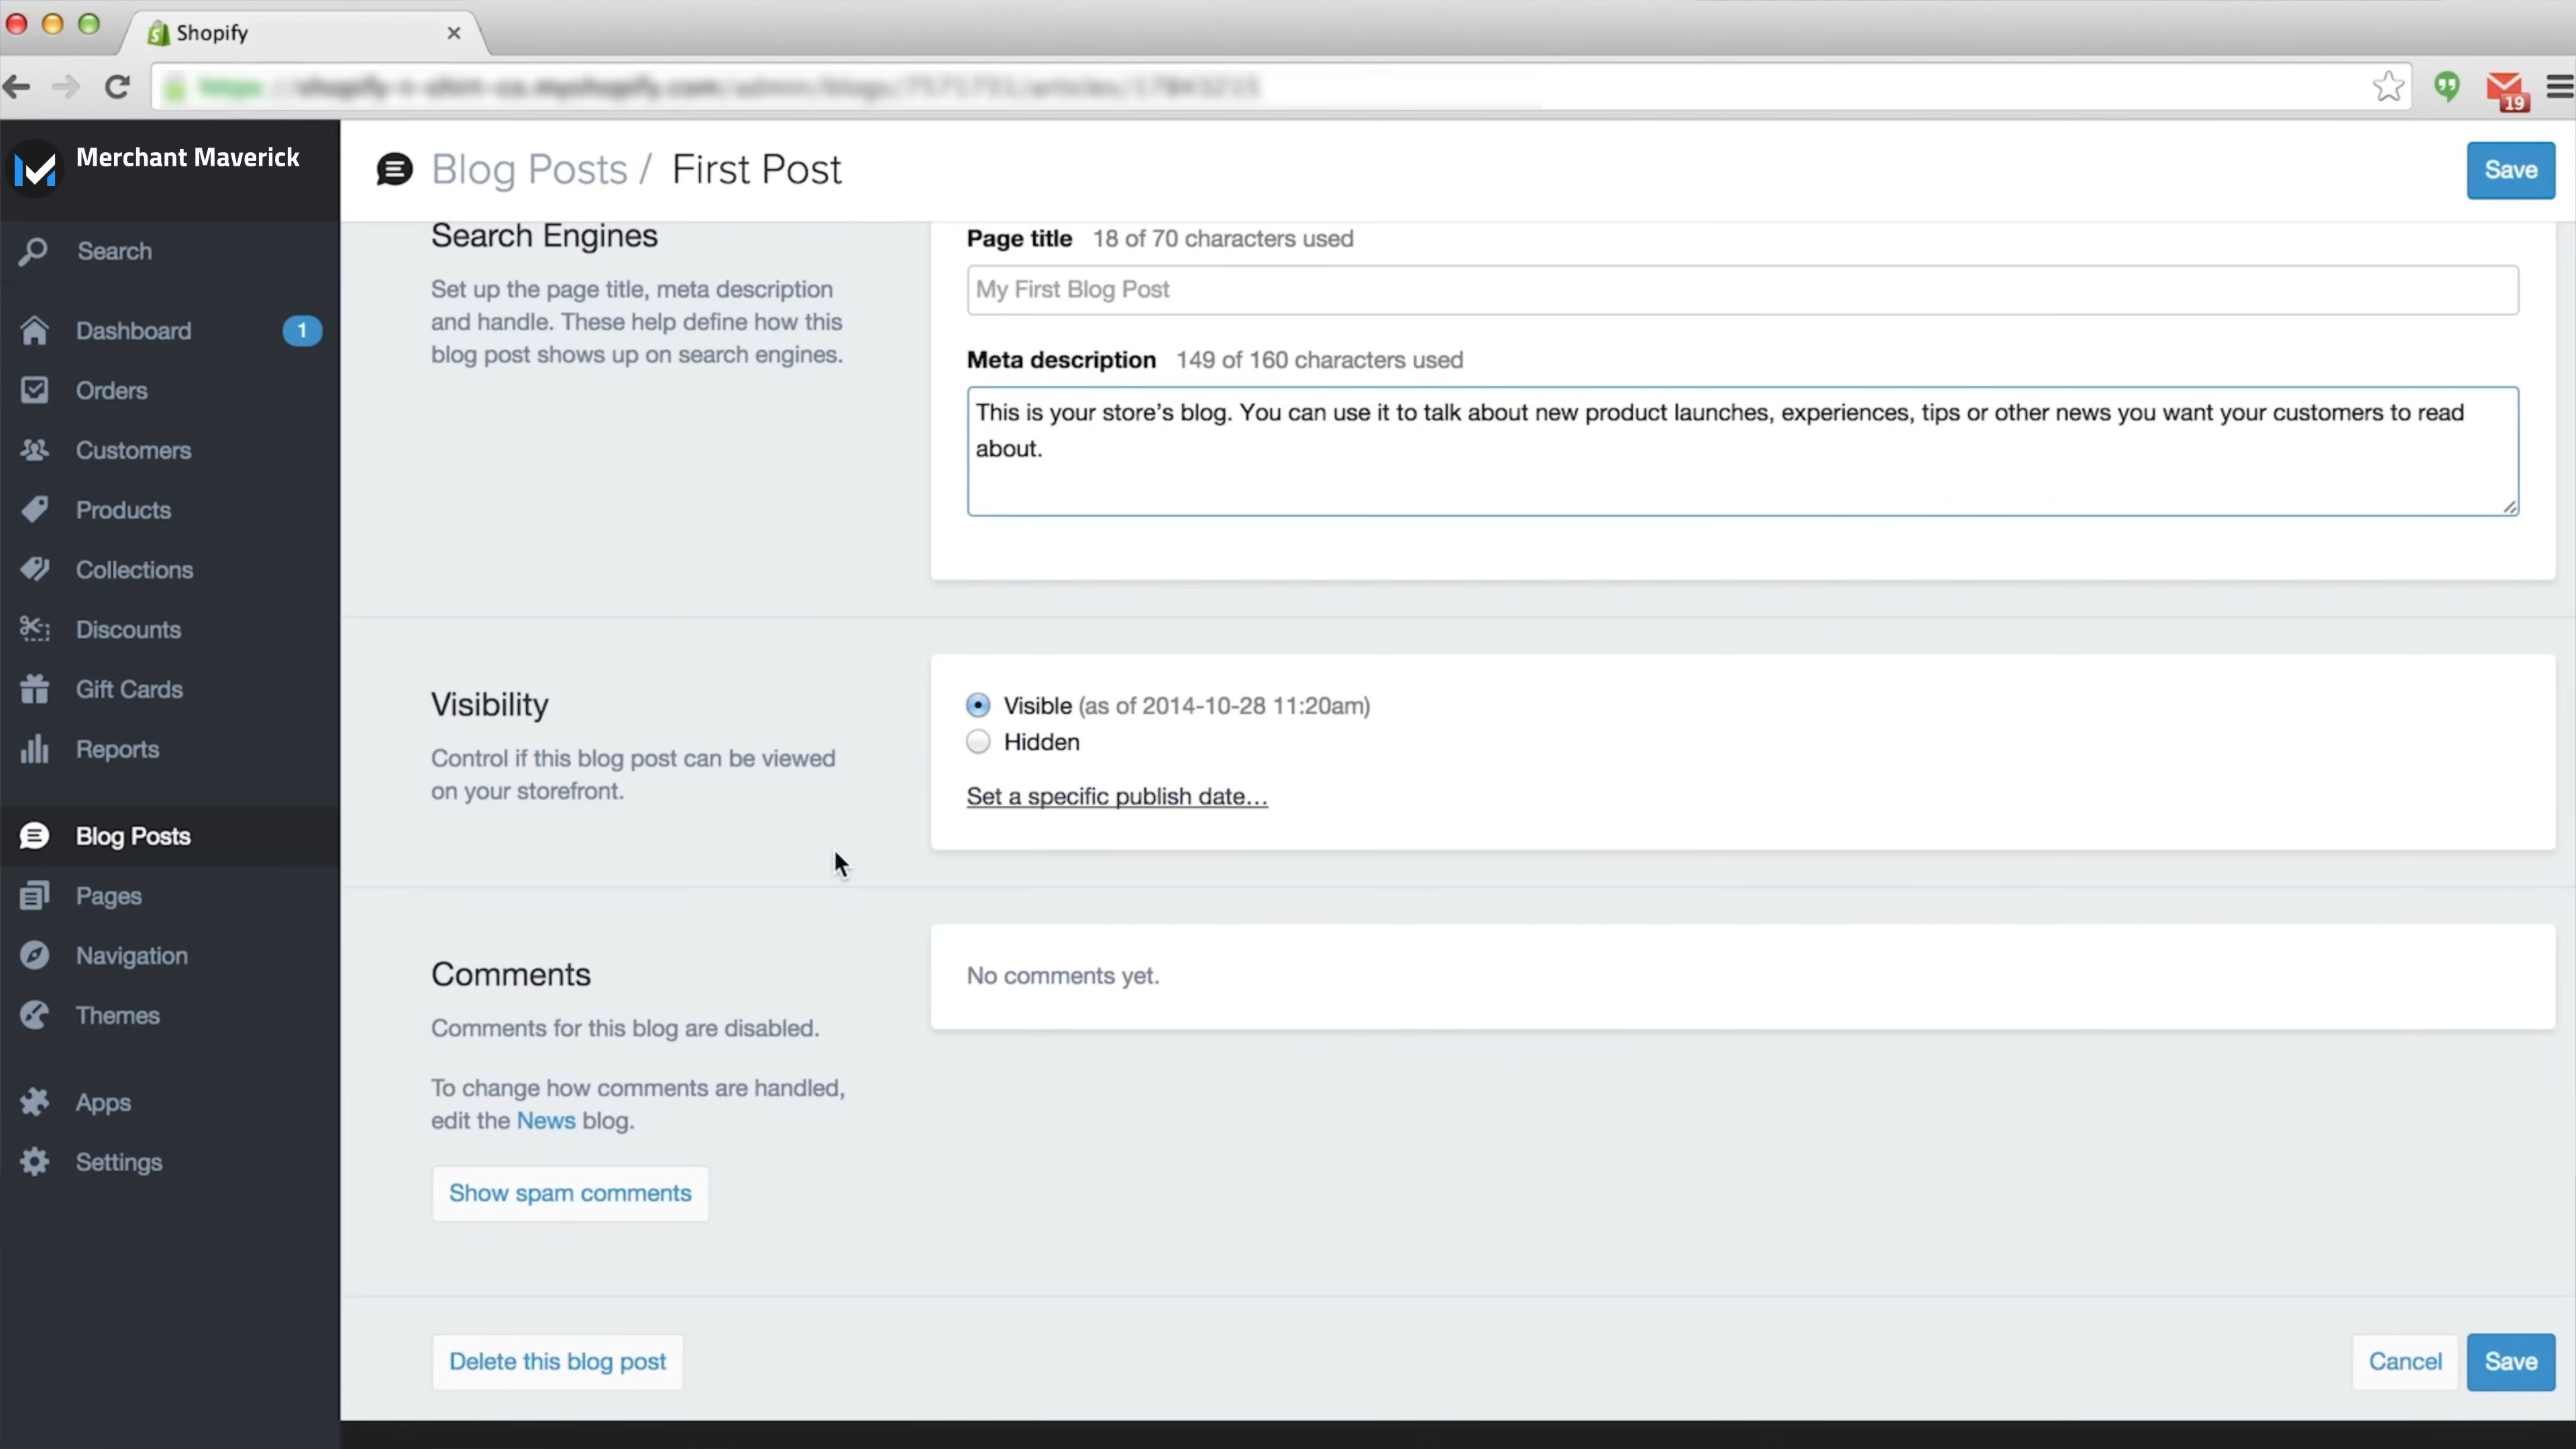 Shopify
19
Merchant Maverick
Search
Dashboard 1
Orders
Customers
Products
Collections
Discounts
Gift Cards
Reports
Blog Posts
Pages
Navigation
Themes
Apps
Settings
Blog Posts / First Post
Save
Search Engines
Set up the page title, meta description
and handle. These help define how this
blog post shows up on search engines.
Page title 18 of 70 characters used
My First Blog Post
Meta description 149 of 160 characters used
This is your store’s blog. You can use it to talk about new product launches, experiences, tips or other news you want your customers to read
about.
Visibility
Control if this blog post can be viewed
on your storefront.
Visible (as of 2014-10-28 11:20am)
Hidden
Set a specific publish date…
Comments
Comments for this blog are disabled.
To change how comments are handled,
edit the News blog.
Show spam comments
No comments yet.
Delete this blog post
Cancel
Save